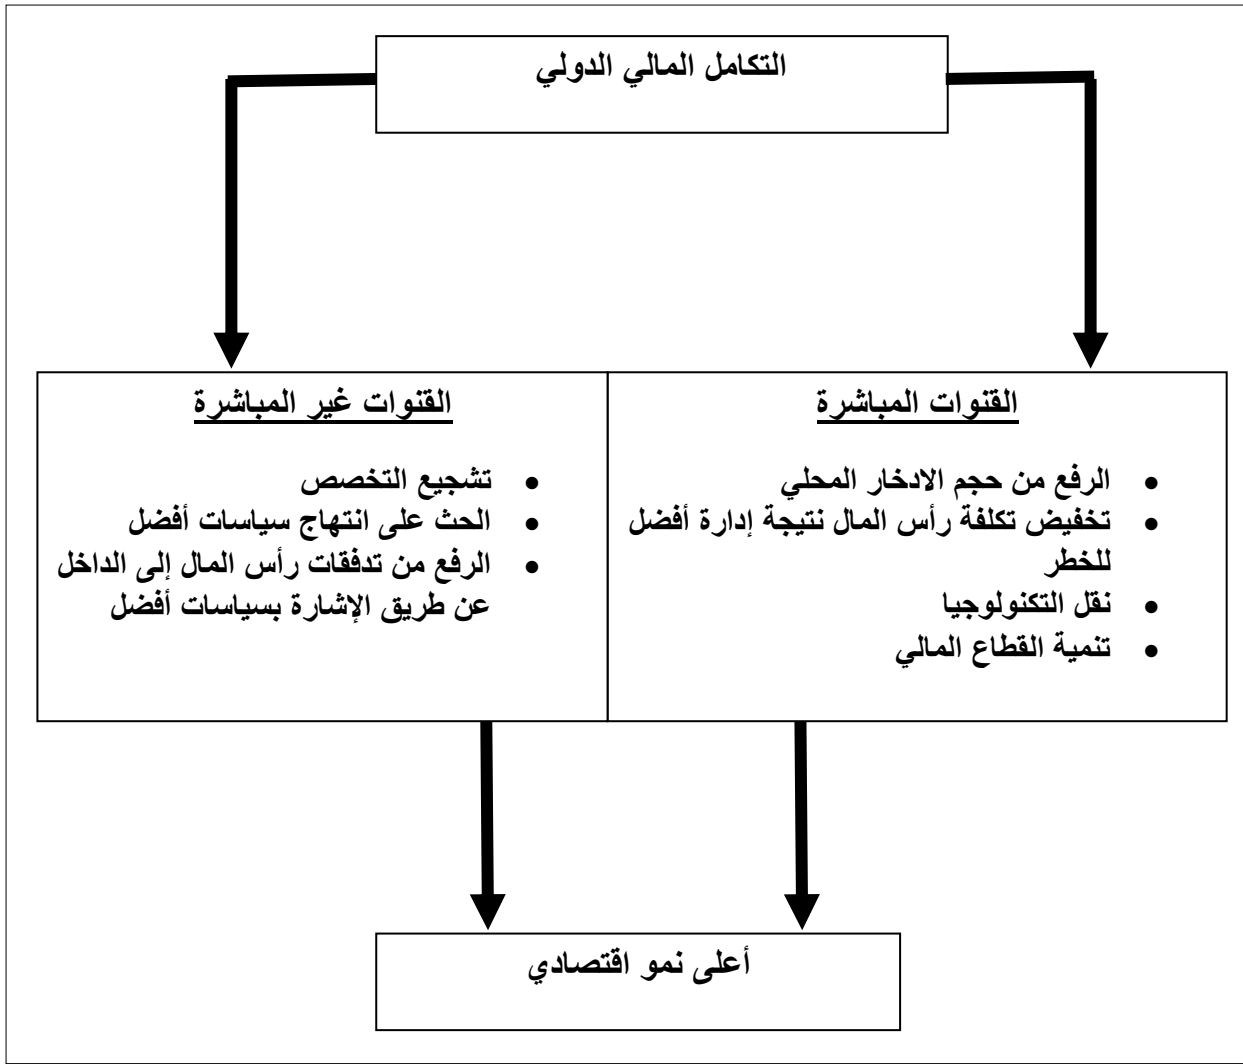 التكامل المالي الدولي
القنوات المباشرة
• الرفع من حجم الادخار المحلي
• تخفيض تكلفة رأس المال نتيجة إدارة أفضل
للخطر
• نقل التكنولوجيا
• تنمية القطاع المالي
القنوات غير المباشرة
• تشجيع التخصص
• الحث على انتهاج سياسات أفضل
• الرفع من تدفقات رأس المال إلى الداخل
عن طريق الإشارة بسياسات أفضل
أعلى نمو اقتصادي